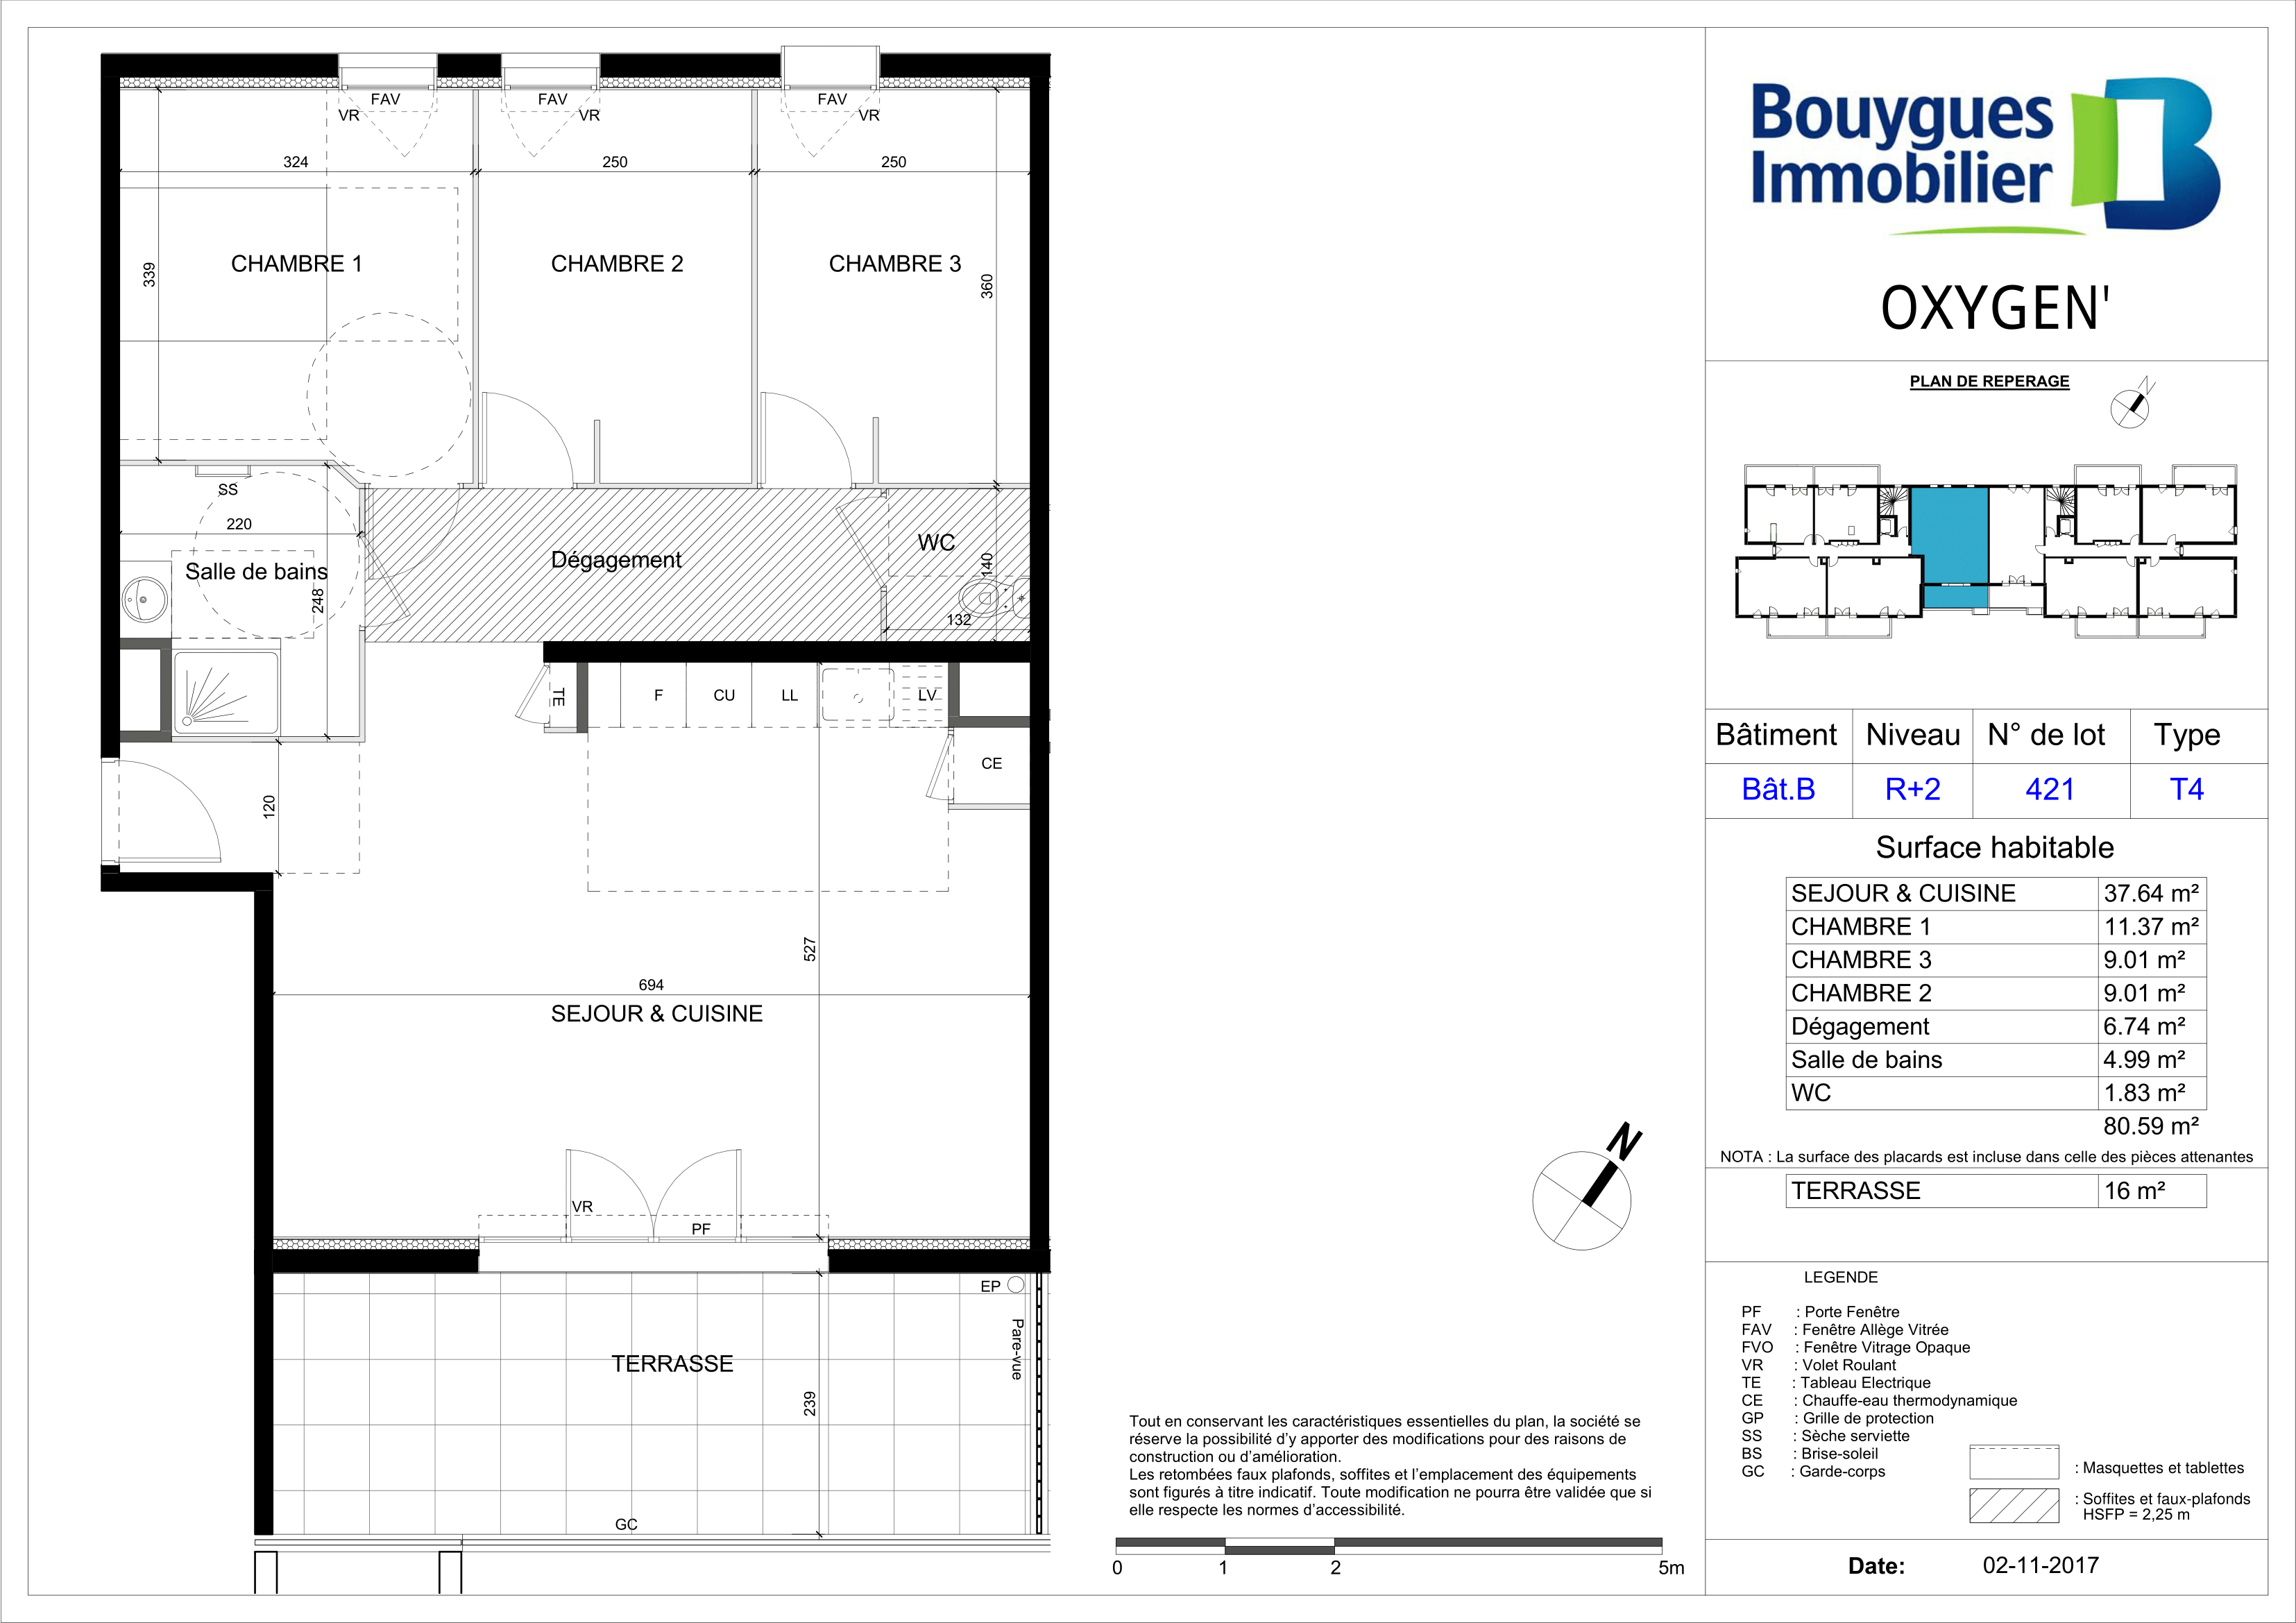 FAV
VR
FAV
VR
FAV
VR
324
250
250
CHAMBRE 1
CHAMBRE 2
CHAMBRE 3
339
360
SS
220
Salle de bains
248
Dégagement
WC
140
132
TE
F
CU
LL
LV
CE
120
527
694
SEJOUR & CUISINE
VR
PF
EP
Pare-vue
TERRASSE
239
GC
N
Tout en conservant les caractéristiques essentielles du plan, la société se
réserve la possibilité d'y apporter des modifications pour des raisons de
construction ou d'amélioration.
Les retombées faux plafonds, soffites et l'emplacement des équipements
sont figurés à titre indicatif. Toute modification ne pourra être validée que si
elle respecte les normes d'accessibilité.
0 1 2 5m
Bouygues
Immobilier
OXYGEN'
PLAN DE REPERAGE
N
Bâtiment Niveau N° de lot Type
Bât.B R+2 421 T4
Surface habitable
SEJOUR & CUISINE 37.64 m²
CHAMBRE 1 11.37 m²
CHAMBRE 3 9.01 m²
CHAMBRE 2 9.01 m²
Dégagement 6.74 m²
Salle de bains 4.99 m²
WC 1.83 m²
80.59 m²
NOTA : La surface des placards est incluse dans celle des pièces attenantes
TERRASSE 16 m²
LEGENDE
PF : Porte Fenêtre
FAV : Fenêtre Allège Vitrée
FVO : Fenêtre Vitrage Opaque
VR : Volet Roulant
TE : Tableau Electrique
CE : Chauffe-eau thermodynamique
GP : Grille de protection
SS : Sèche serviette
BS : Brise-soleil
GC : Garde-corps
: Masquettes et tablettes
: Soffites et faux-plafonds
HSFP = 2,25 m
Date: 02-11-2017